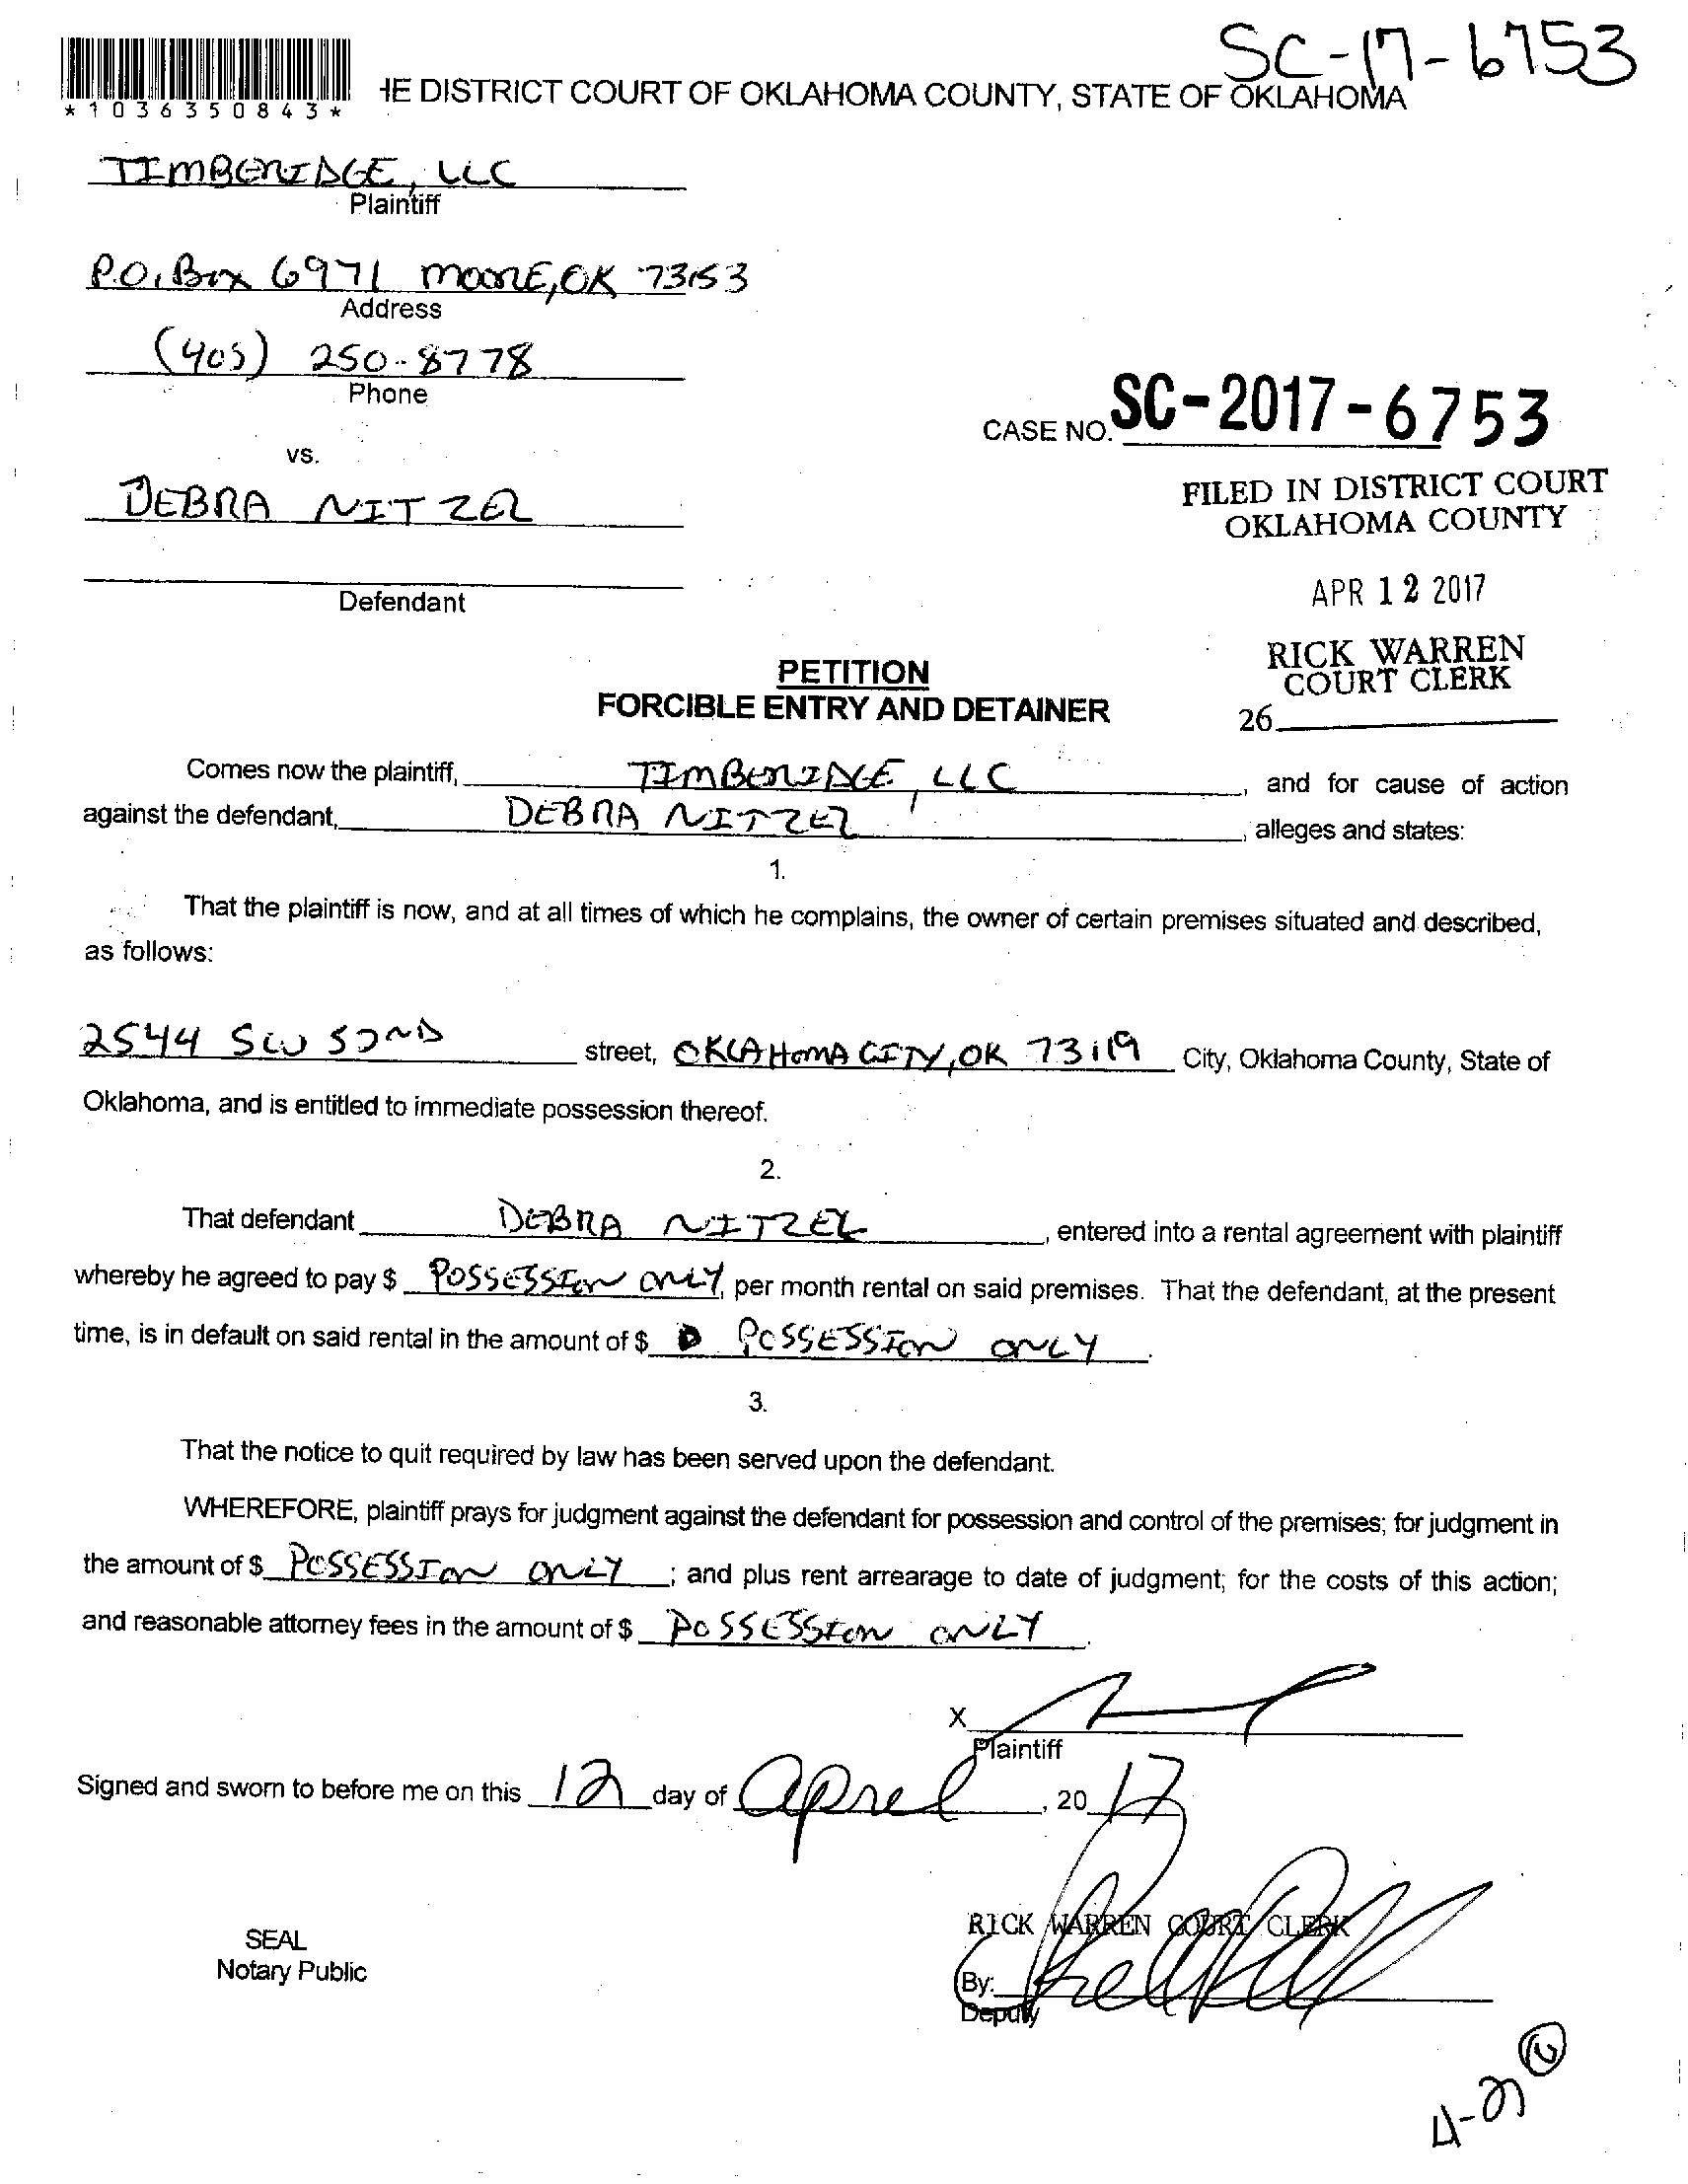 SC-17-6753
*1036350843*
HE DISTRICT COURT OF OKLAHOMA COUNTY, STATE OF OKLAHOMA
TIMBERIDGE, LLC
Plaintiff
P.O. Box 6971 MOORE, OK 73153
Address
(405) 250-8778
Phone
CASE NO. SC-2017-6753
vs.
FILED IN DISTRICT COURT
OKLAHOMA COUNTY
DEBRA NITZEL
APR 12 2017
Defendant
RICK WARREN
COURT CLERK
26
PETITION
FORCIBLE ENTRY AND DETAINER
Comes now the plaintiff, TIMBERIDGE, LLC, and for cause of action
against the defendant, DEBRA NITZEL, alleges and states:
1.
That the plaintiff is now, and at all times of which he complains, the owner of certain premises situated and described,
as follows:
2544 SW 52ND street, OKLAHOMA CITY, OK 73119 City, Oklahoma County, State of
Oklahoma, and is entitled to immediate possession thereof.
2.
That defendant DEBRA NITZEL, entered into a rental agreement with plaintiff
whereby he agreed to pay $ POSSESSION ONLY, per month rental on said premises. That the defendant, at the present
time, is in default on said rental in the amount of $ POSSESSION ONLY.
3.
That the notice to quit required by law has been served upon the defendant.
WHEREFORE, plaintiff prays for judgment against the defendant for possession and control of the premises; for judgment in
the amount of $ POSSESSION ONLY; and plus rent arrearage to date of judgment; for the costs of this action;
and reasonable attorney fees in the amount of $ POSSESSION ONLY.
X
Plaintiff
Signed and sworn to before me on this 12 day of April, 2017
RICK WARREN COURT CLERK
SEAL
Notary Public
By:
Deputy